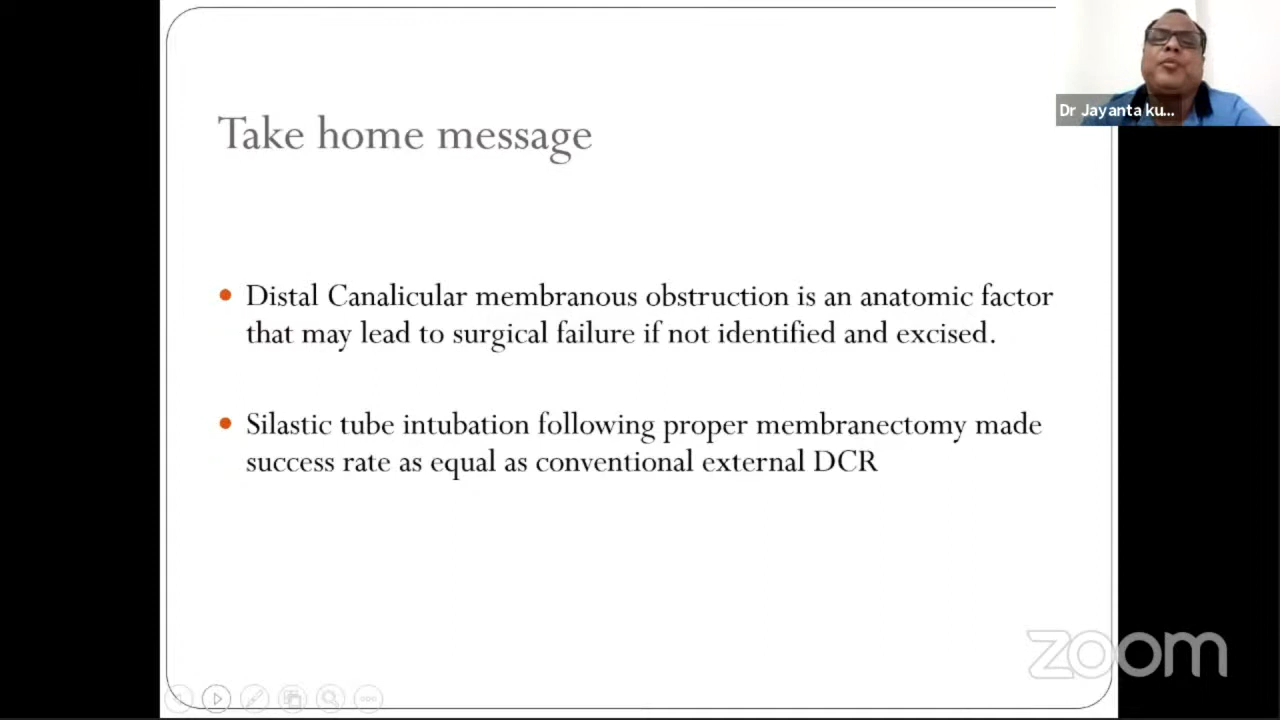 Dr Jayanta ku...
Take home message
Distal Canalicular membranous obstruction is an anatomic factor
that may lead to surgical failure if not identified and excised.
Silastic tube intubation following proper membranectomy made
success rate as equal as conventional external DCR
zoom